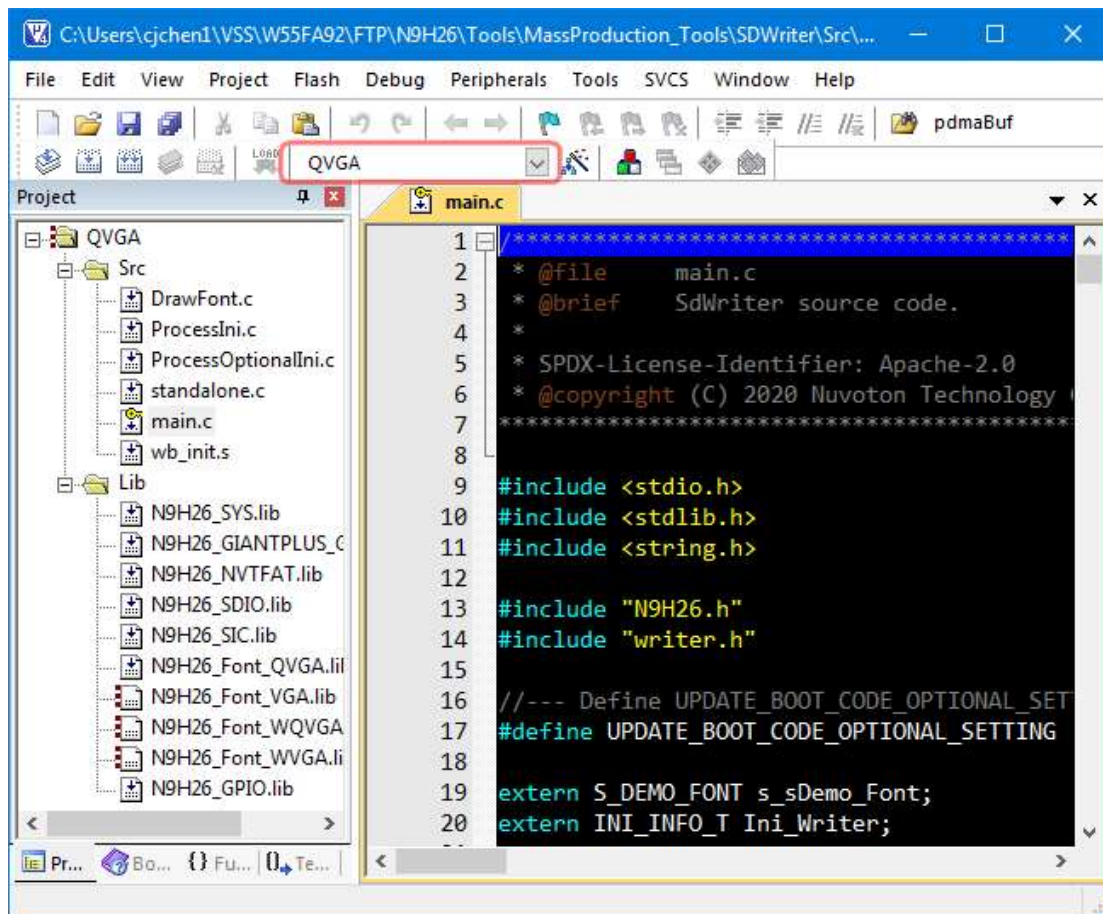 C:\Users\cjchen1\VSS\W55FA92\FTP\N9H26\Tools\MassProduction_Tools\SDWriter\Src\...
File Edit View Project Flash Debug Peripherals Tools SVCS Window Help
pdmaBuf
LOAD QVGA
Project
main.c
QVGA
Src
DrawFont.c
ProcessIni.c
ProcessOptionalIni.c
standalone.c
main.c
wb_init.s
Lib
N9H26_SYS.lib
N9H26_GIANTPLUS_
N9H26_NVTFAT.lib
N9H26_SDIO.lib
N9H26_SIC.lib
N9H26_Font_QVGA.li
N9H26_Font_VGA.lib
N9H26_Font_WQVGA
N9H26_Font_WVGA.li
N9H26_GPIO.lib
Pr... Bo... {} Fu... 0 Te...
1 /******************************************
2 * @file main.c
3 * @brief SdWriter source code.
4 *
5 * SPDX-License-Identifier: Apache-2.0
6 * @copyright (C) 2020 Nuvoton Technology
7 ******************************************
8
9 #include <stdio.h>
10 #include <stdlib.h>
11 #include <string.h>
12
13 #include "N9H26.h"
14 #include "writer.h"
15
16 //--- Define UPDATE_BOOT_CODE_OPTIONAL_SET
17 #define UPDATE_BOOT_CODE_OPTIONAL_SETTING
18
19 extern S_DEMO_FONT s_sDemo_Font;
20 extern INI_INFO_T Ini_Writer;